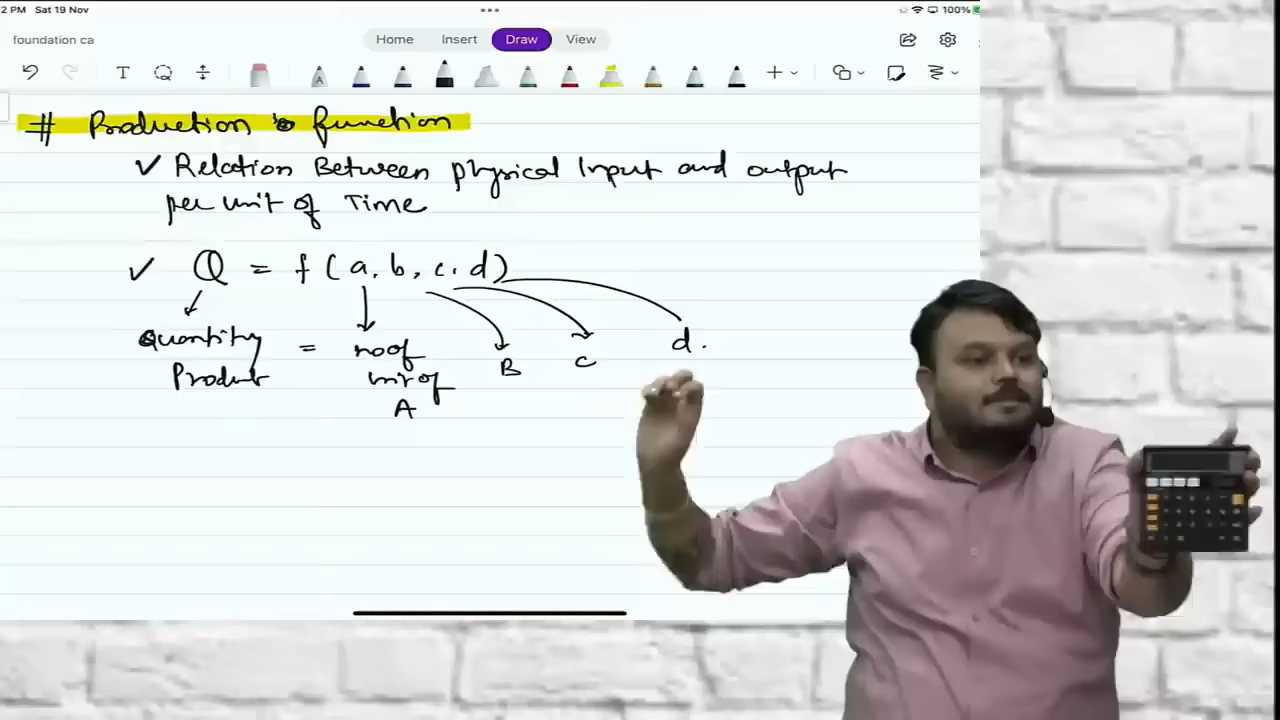 2 PM Sat 19 Nov
100%
foundation ca
Home Insert Draw View
# Production function
✓ Relation Between physical Input and output
per unit of Time
✓ Q = f (a, b, c, d)
Quantity = no of B C d.
Product unit of
A